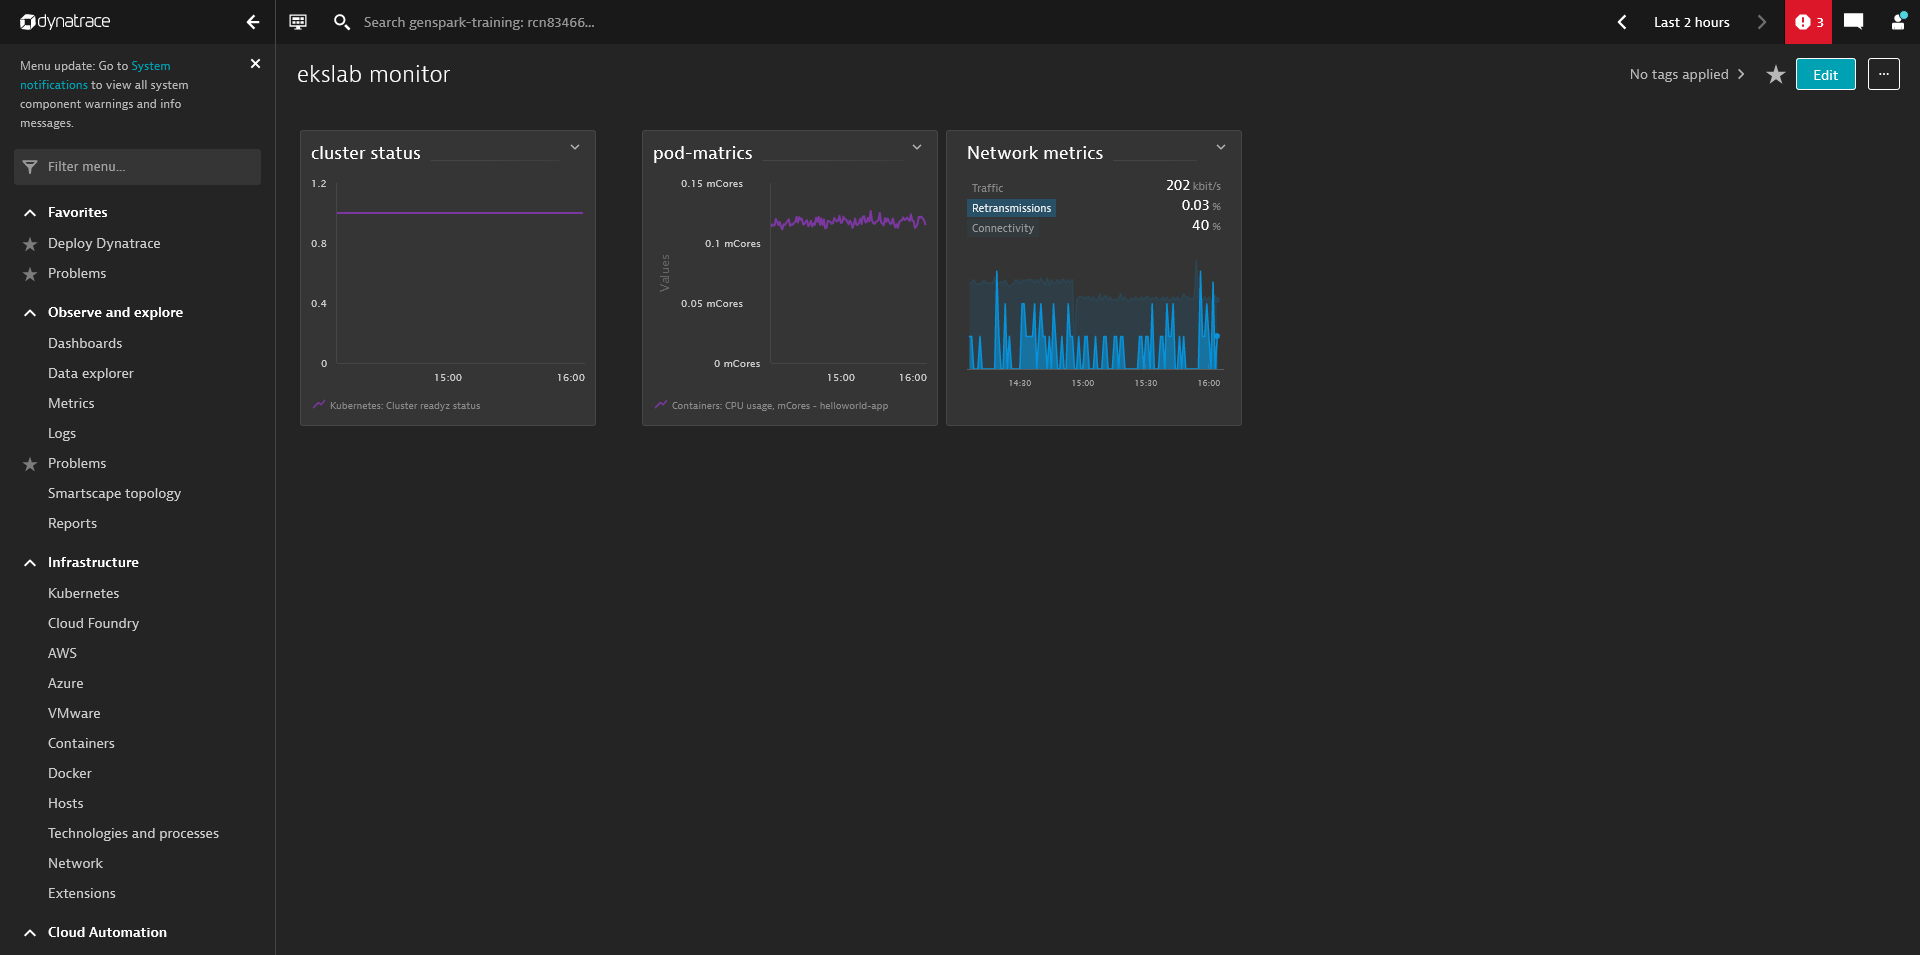 dynatrace
Search genspark-training: rcn83466...
Last 2 hours
3
Menu update: Go to System
notifications to view all system
component warnings and info
messages.
Filter menu...
Favorites
Deploy Dynatrace
Problems
Observe and explore
Dashboards
Data explorer
Metrics
Logs
Problems
Smartscape topology
Reports
Infrastructure
Kubernetes
Cloud Foundry
AWS
Azure
VMware
Containers
Docker
Hosts
Technologies and processes
Network
Extensions
Cloud Automation
ekslab monitor
No tags applied
Edit
...
cluster status
1.2
0.8
0.4
0
15:00 16:00
Kubernetes: Cluster readyz status
pod-matrics
Values
0.15 mCores
0.1 mCores
0.05 mCores
0 mCores
15:00 16:00
Containers: CPU usage, mCores - helloworld-app
Network metrics
Traffic 202 kbit/s
Retransmissions 0.03 %
Connectivity 40 %
14:30 15:00 15:30 16:00